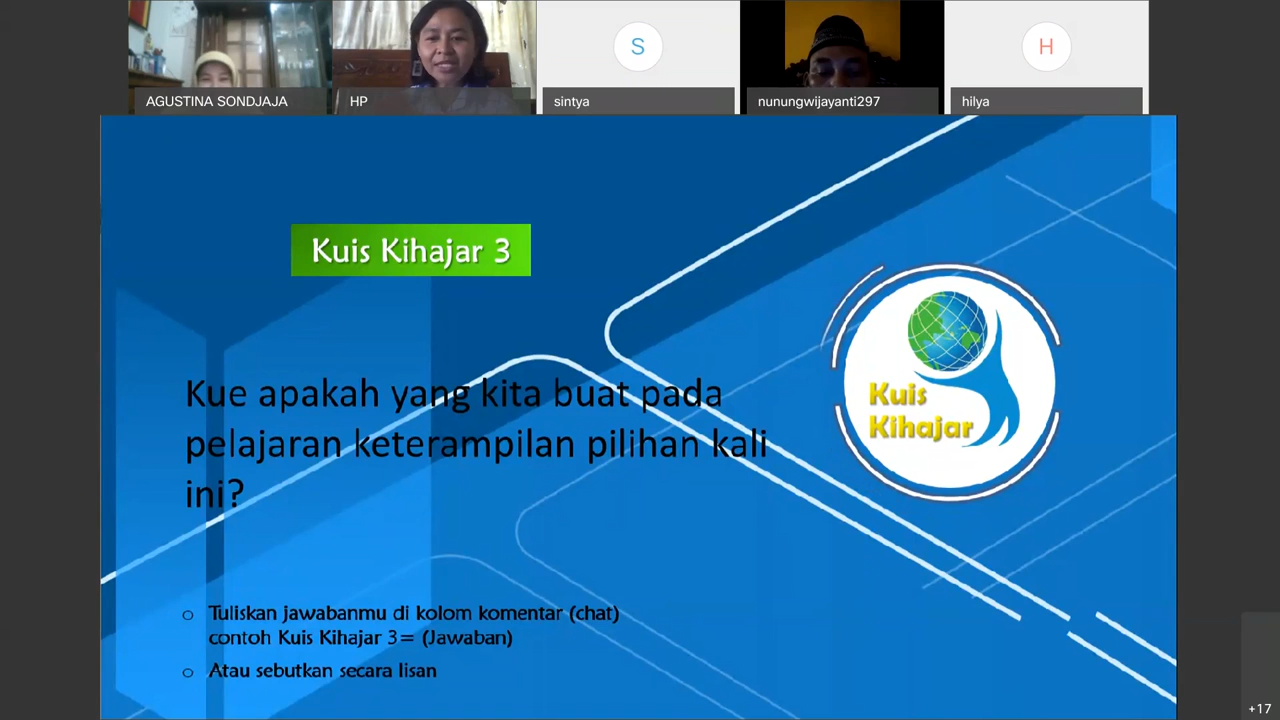 AGUSTINA SONDJAJA
HP
S
sintya
nunungwijayanti297
H
hilya
Kuis Kihajar 3
Kuis
Kihajar
Kue apakah yang kita buat pada
pelajaran keterampilan pilihan kali
ini?
o Tuliskan jawabanmu di kolom komentar (chat)
contoh Kuis Kihajar 3= (Jawaban)
o Atau sebutkan secara lisan
+17